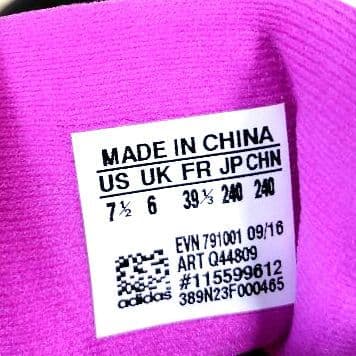 MADE IN CHINA
US UK FR JP CHN
7½ 6 39⅓ 240 240
EVN 791001 09/16
ART Q44809
#115599612
adidas 389N23F000465